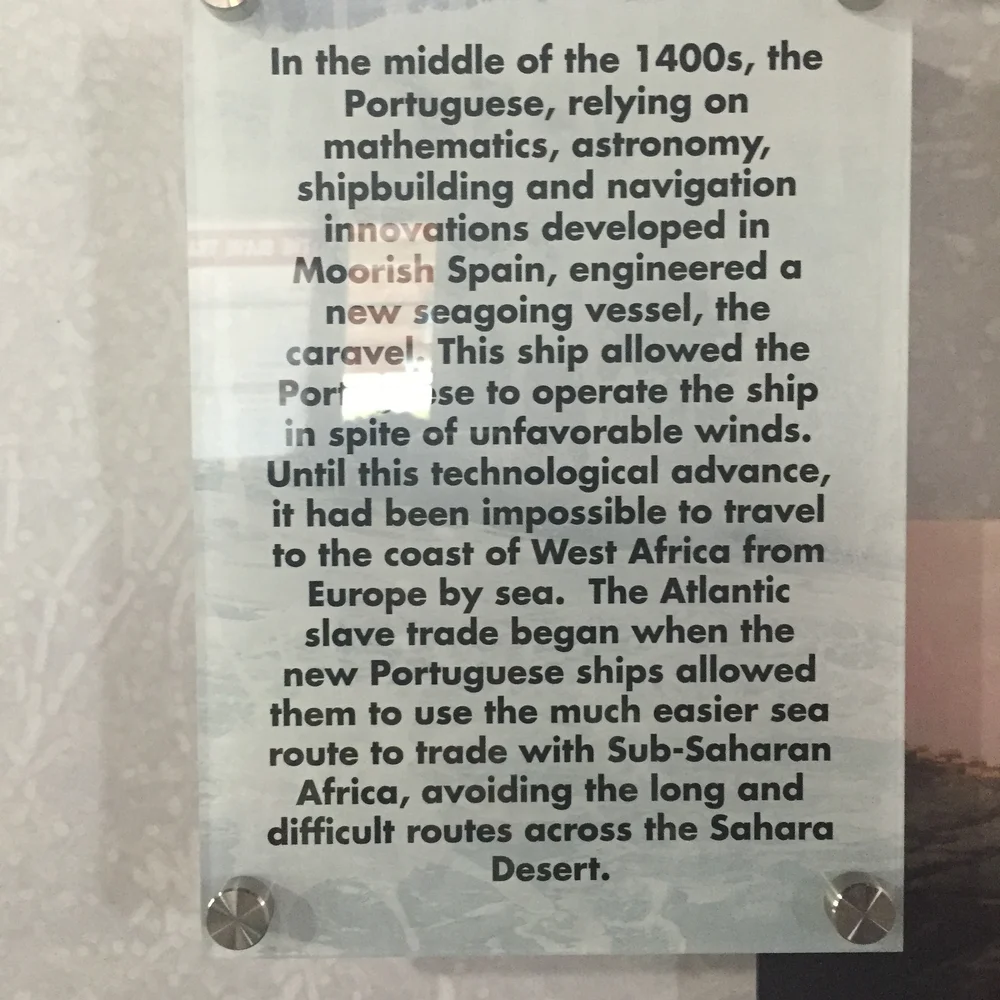 In the middle of the 1400s, the
Portuguese, relying on
mathematics, astronomy,
shipbuilding and navigation
innovations developed in
Moorish Spain, engineered a
new seagoing vessel, the
caravel. This ship allowed the
Portuguese to operate the ship
in spite of unfavorable winds.
Until this technological advance,
it had been impossible to travel
to the coast of West Africa from
Europe by sea.  The Atlantic
slave trade began when the
new Portuguese ships allowed
them to use the much easier sea
route to trade with Sub-Saharan
Africa, avoiding the long and
difficult routes across the Sahara
Desert.